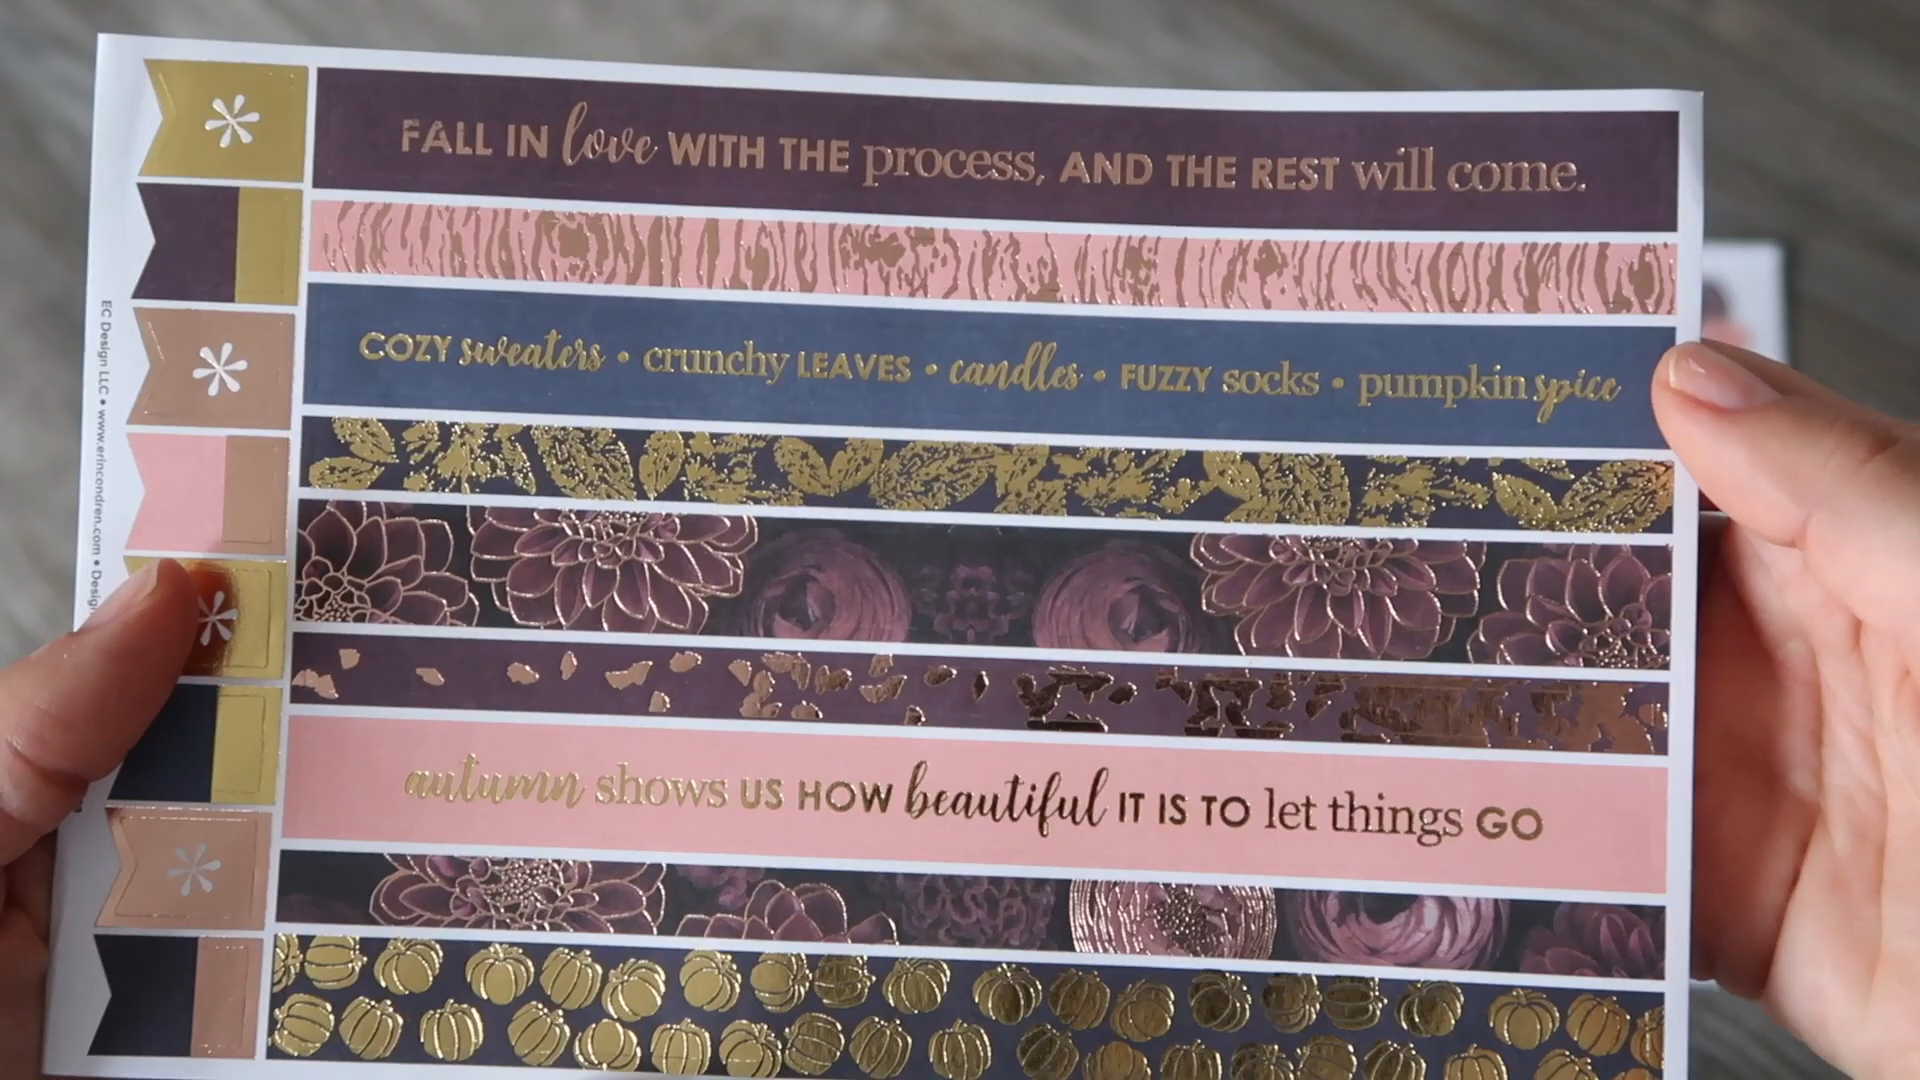 FALL IN love WITH THE process, AND THE REST will come.
COZY sweaters • crunchy LEAVES • candles • FUZZY socks • pumpkin spice
autumn shows US HOW beautiful IT IS TO let things GO
EC Design LLC • www.erincondren.com •